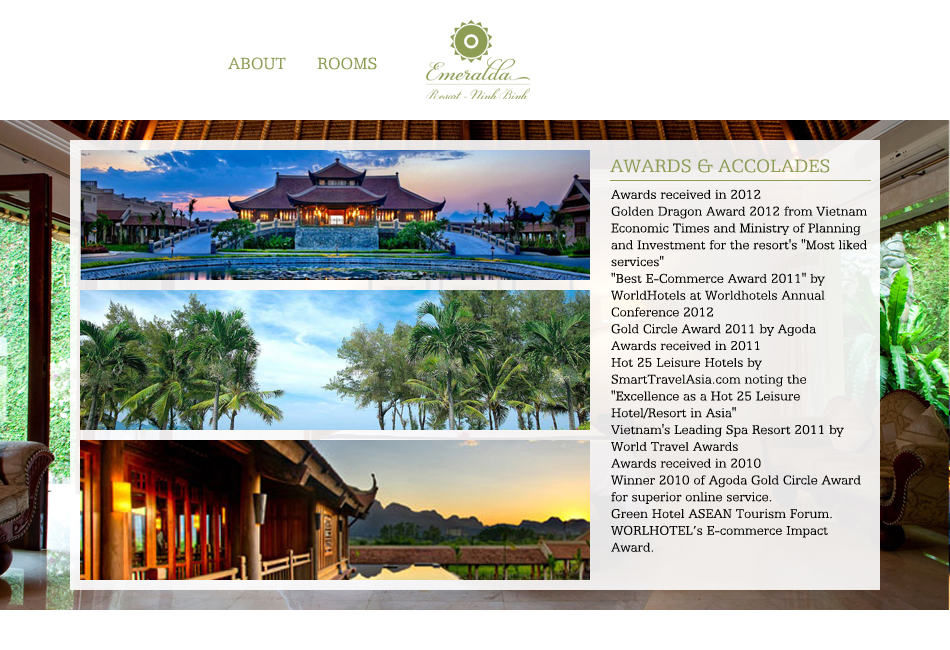 ABOUT
ROOMS
Emeralda
Resort - Ninh Binh
AWARDS & ACCOLADES
Awards received in 2012
Golden Dragon Award 2012 from Vietnam
Economic Times and Ministry of Planning
and Investment for the resort's "Most liked
services"
"Best E-Commerce Award 2011" by
WorldHotels at Worldhotels Annual
Conference 2012
Gold Circle Award 2011 by Agoda
Awards received in 2011
Hot 25 Leisure Hotels by
SmartTravelAsia.com noting the
"Excellence as a Hot 25 Leisure
Hotel/Resort in Asia"
Vietnam's Leading Spa Resort 2011 by
World Travel Awards
Awards received in 2010
Winner 2010 of Agoda Gold Circle Award
for superior online service.
Green Hotel ASEAN Tourism Forum.
WORLHOTEL’s E-commerce Impact
Award.